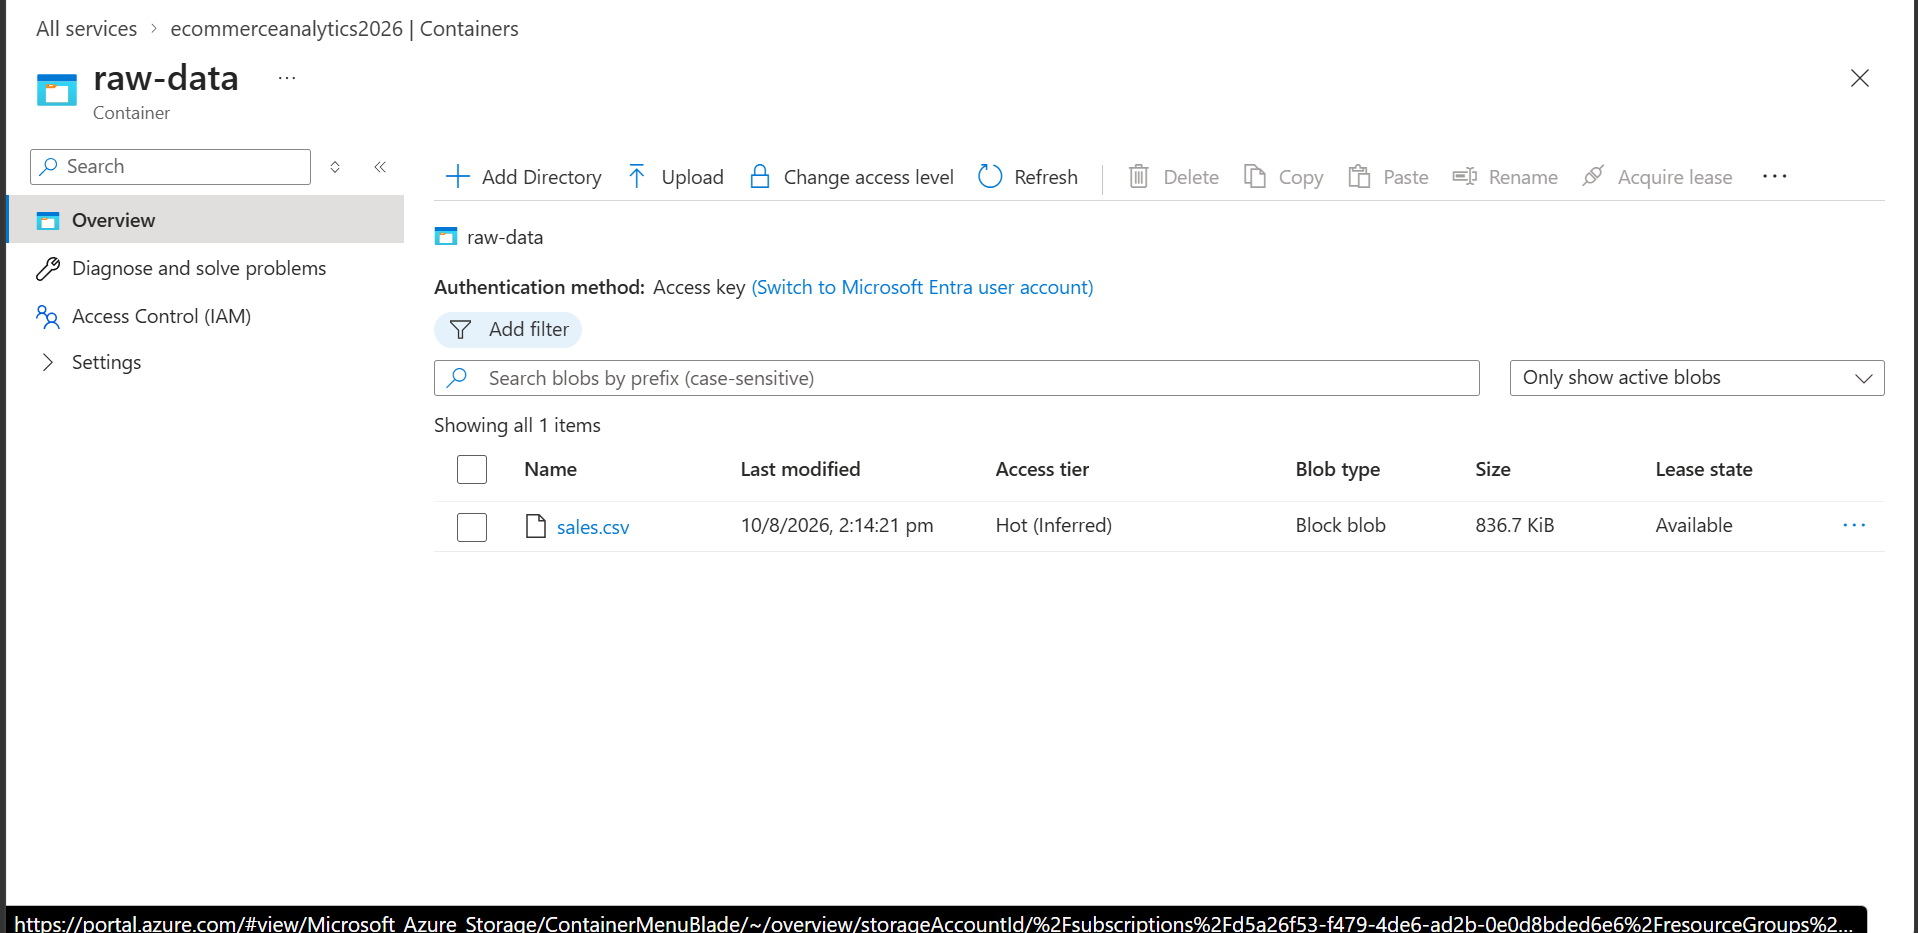 All services > ecommerceanalytics2026 | Containers
raw-data ...
Container
Search
Overview
Diagnose and solve problems
Access Control (IAM)
Settings
Add Directory Upload Change access level Refresh Delete Copy Paste Rename Acquire lease ...
raw-data
Authentication method: Access key (Switch to Microsoft Entra user account)
Add filter
Search blobs by prefix (case-sensitive) Only show active blobs
Showing all 1 items
Name Last modified Access tier Blob type Size Lease state
sales.csv 10/8/2026, 2:14:21 pm Hot (Inferred) Block blob 836.7 KiB Available ...
https://portal.azure.com/#view/Microsoft_Azure_Storage/ContainerMenuBlade/~/overview/storageAccountId/%2Fsubscriptions%2Fd5a26f53-f479-4de6-ad2b-0e0d8bded6e6%2FresourceGroups%2...